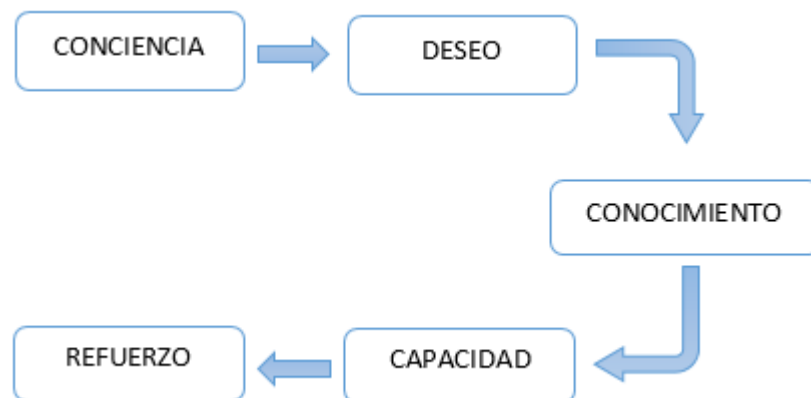 CONCIENCIA
DESEO
CONOCIMIENTO
CAPACIDAD
REFUERZO